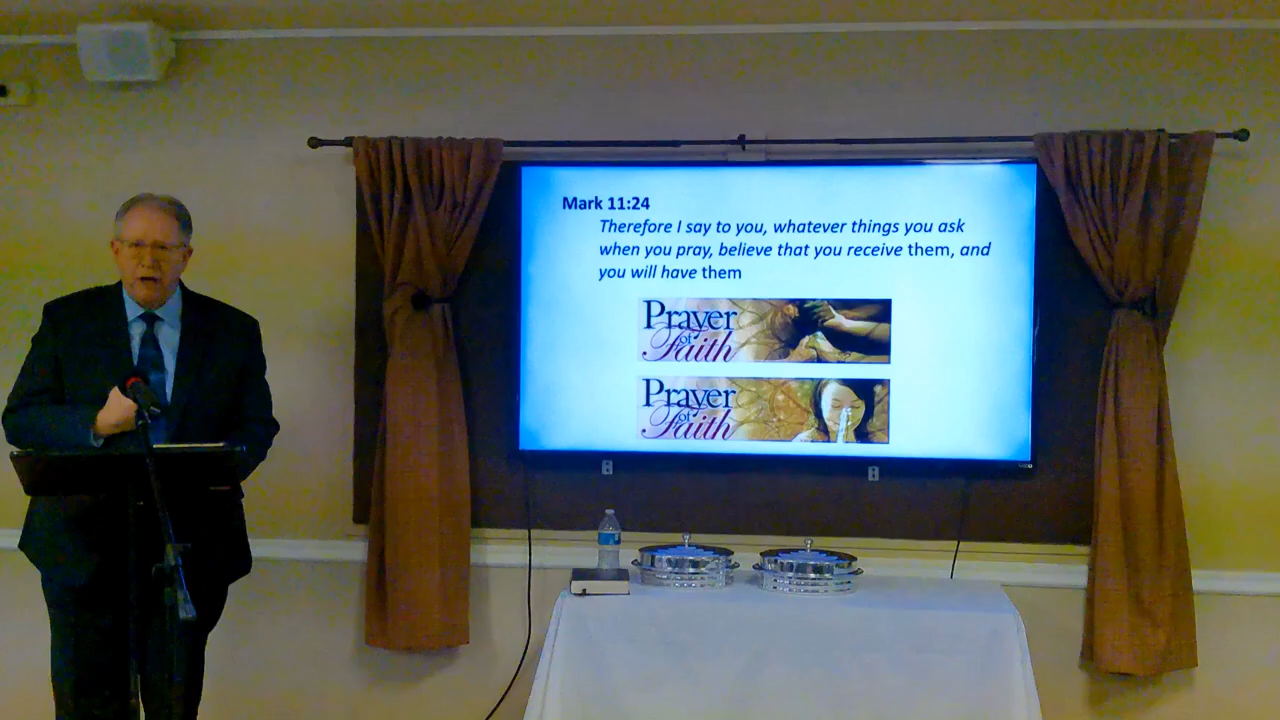 Mark 11:24
Therefore I say to you, whatever things you ask
when you pray, believe that you receive them, and
you will have them
Prayer
of
Faith
Prayer
of
Faith